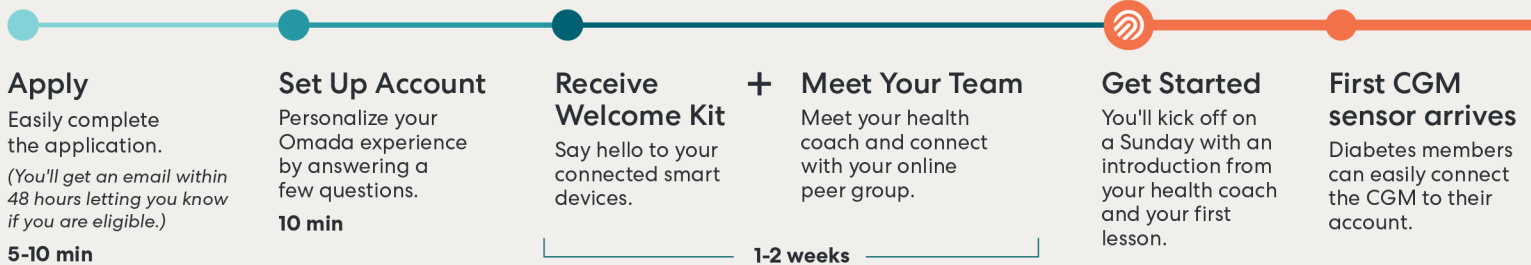 Apply
Easily complete
the application.
(You'll get an email within
48 hours letting you know
if you are eligible.)
5-10 min
Set Up Account
Personalize your
Omada experience
by answering a
few questions.
10 min
Receive
Welcome Kit
Say hello to your
connected smart
devices.
+
Meet Your Team
Meet your health
coach and connect
with your online
peer group.
1-2 weeks
Get Started
You'll kick off on
a Sunday with an
introduction from
your health coach
and your first
lesson.
First CGM
sensor arrives
Diabetes members
can easily connect
the CGM to their
account.